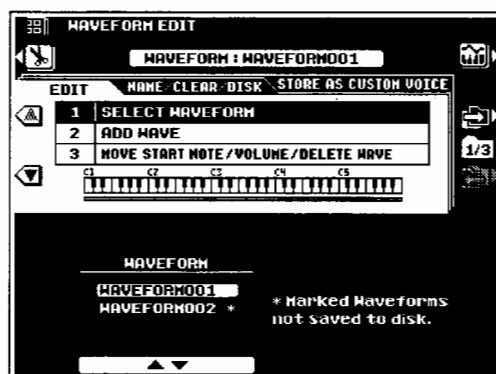 WAVEFORM EDIT
WAVEFORM : WAVEFORM001
EDIT NAME/CLEAR/DISK STORE AS CUSTOM VOICE
1 SELECT WAVEFORM
2 ADD WAVE
3 MOVE START NOTE/VOLUME/DELETE WAVE
1/3
C1 C2 C3 C4 C5
WAVEFORM
WAVEFORM001
WAVEFORM002 *
* Marked Waveforms
not saved to disk.